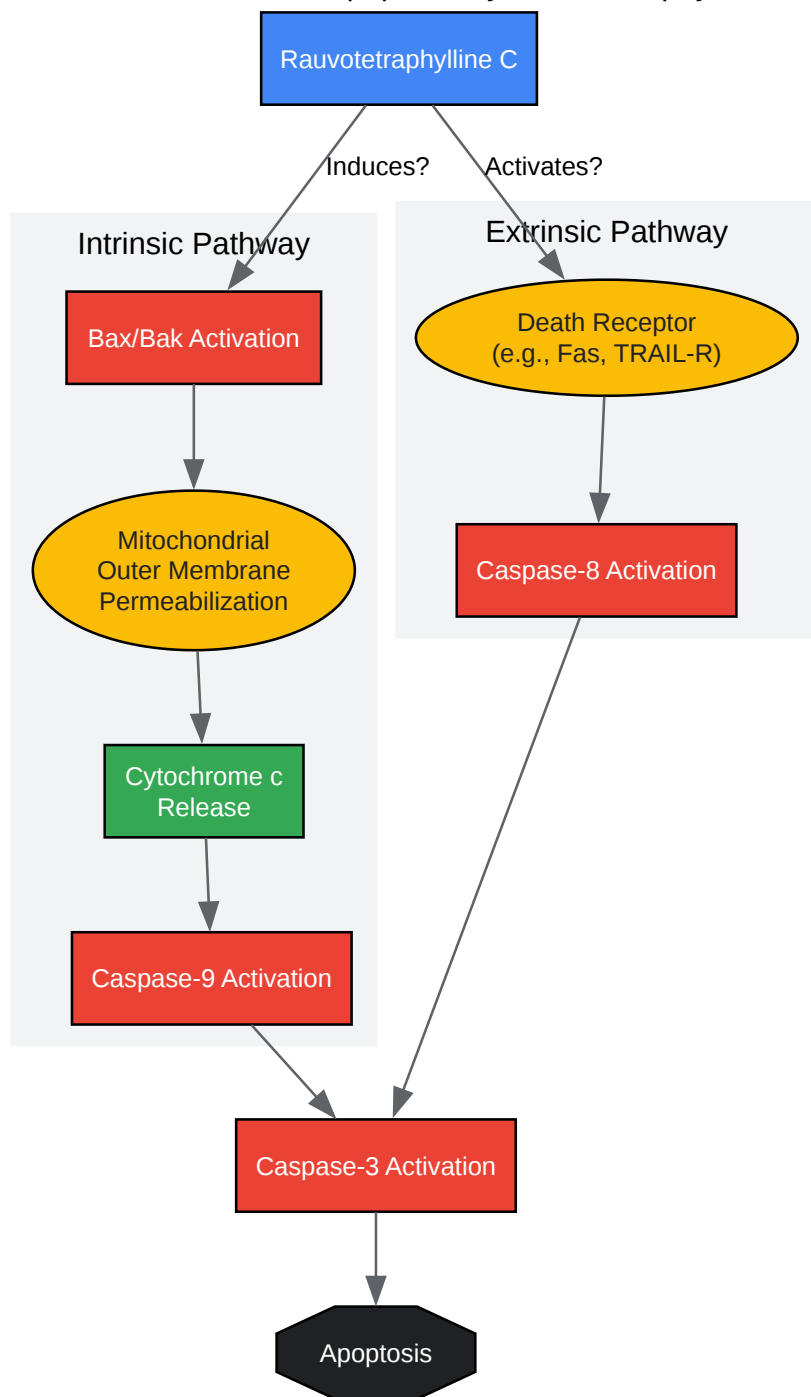 Rauvotetraphylline C
Induces?
Activates?
Intrinsic Pathway
Extrinsic Pathway
Bax/Bak Activation
Death Receptor
(e.g., Fas, TRAIL-R)
Mitochondrial
Outer Membrane
Permeabilization
Caspase-8 Activation
Cytochrome c
Release
Caspase-9 Activation
Caspase-3 Activation
Apoptosis